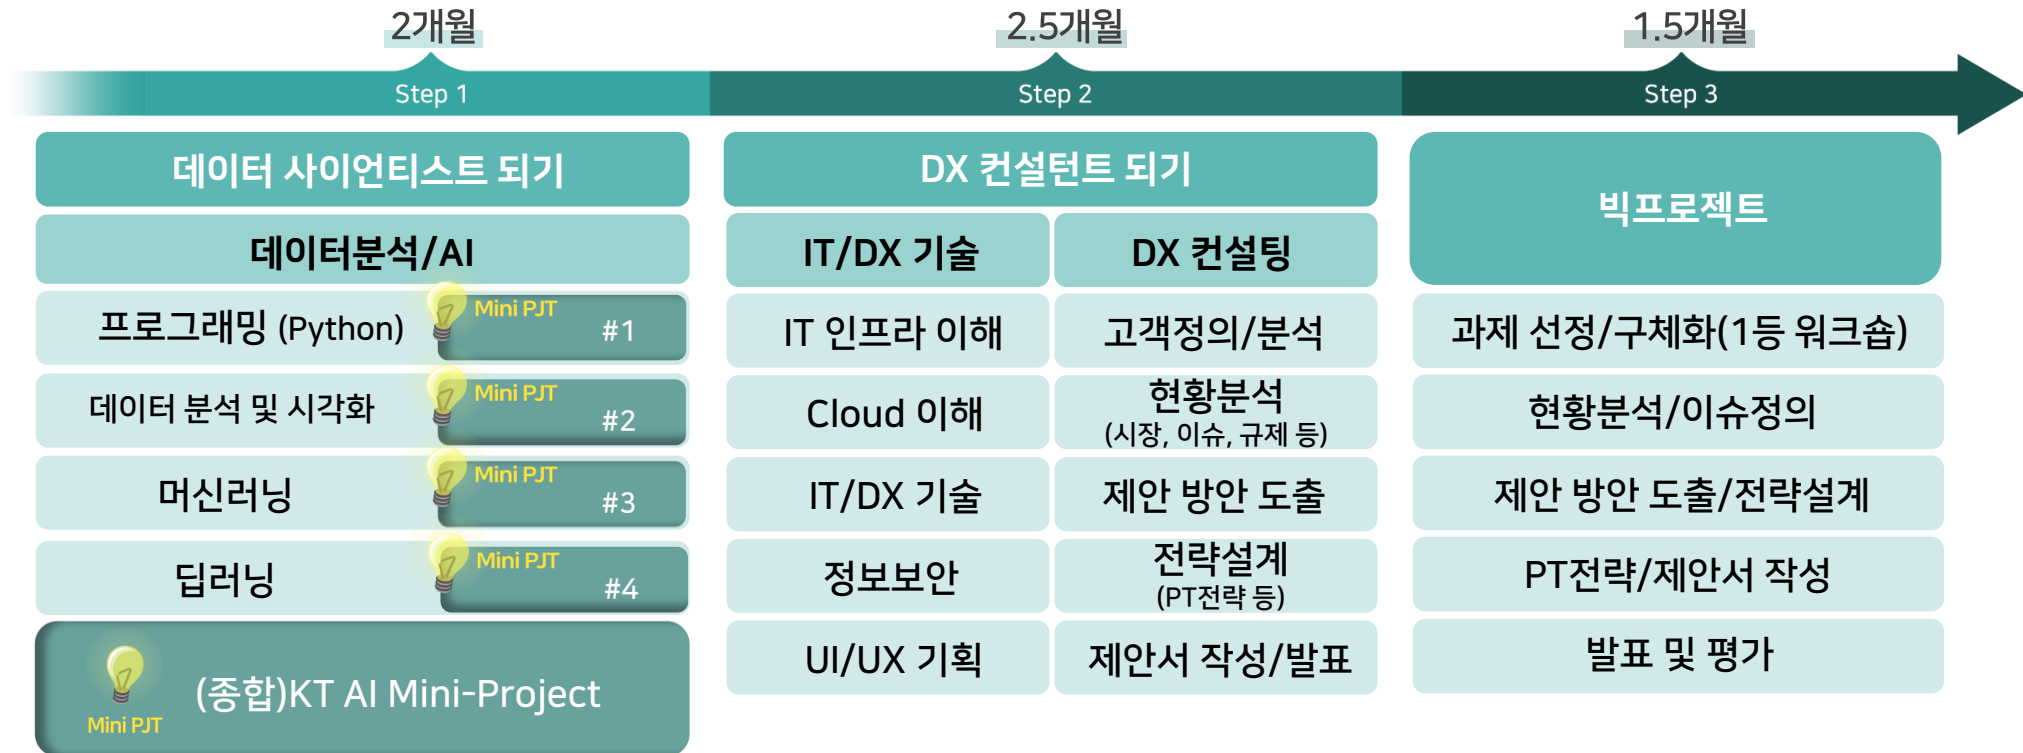 2개월
2.5개월
1.5개월
Step 1
Step 2
Step 3
데이터 사이언티스트 되기
데이터분석/AI
프로그래밍 (Python)
Mini PJT
#1
데이터 분석 및 시각화
Mini PJT
#2
머신러닝
Mini PJT
#3
딥러닝
Mini PJT
#4
Mini PJT
(종합)KT AI Mini-Project
DX 컨설턴트 되기
IT/DX 기술
IT 인프라 이해
Cloud 이해
IT/DX 기술
정보보안
UI/UX 기획
DX 컨설팅
고객정의/분석
현황분석
(시장, 이슈, 규제 등)
제안 방안 도출
전략설계
(PT전략 등)
제안서 작성/발표
빅프로젝트
과제 선정/구체화(1등 워크숍)
현황분석/이슈정의
제안 방안 도출/전략설계
PT전략/제안서 작성
발표 및 평가